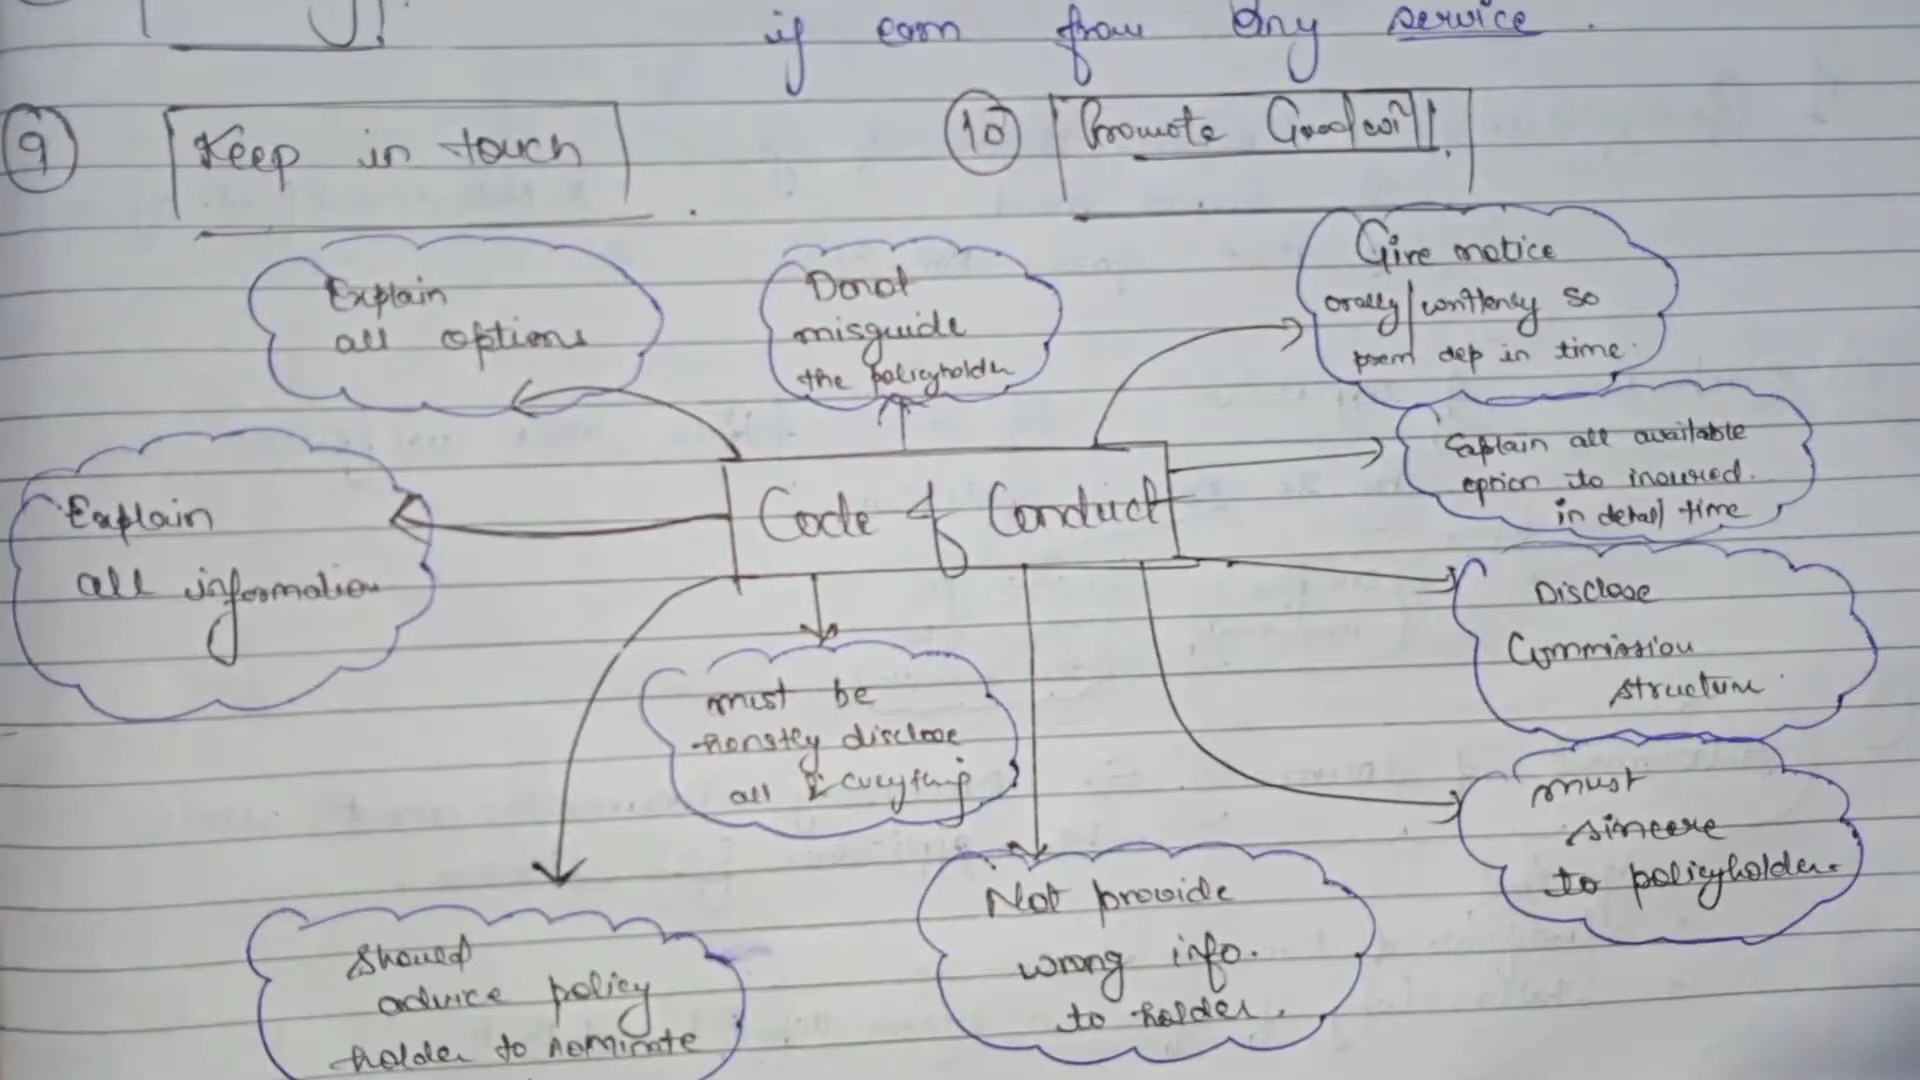 if earn from any service.
9 Keep in touch
10 Promote Goodwill
Explain
all options
Donot
misguide
the policyholder
Give notice
orally/writtency so
prem dep in time.
Explain all available
option to insured.
in detail time
Code of Conduct
Explain
all information
Disclose
Commission
structure.
must be
honstly disclose
all & everything
must
sincere
to policyholder.
Not provide
wrong info.
to holder.
Should
advice policy
holder to nominate